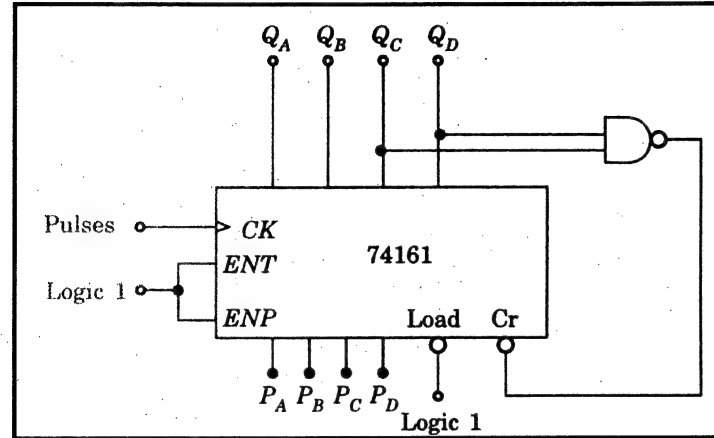 Q_A Q_B Q_C Q_D
Pulses
CK
74161
ENT
Logic 1
ENP
Load Cr
P_A P_B P_C P_D
Logic 1